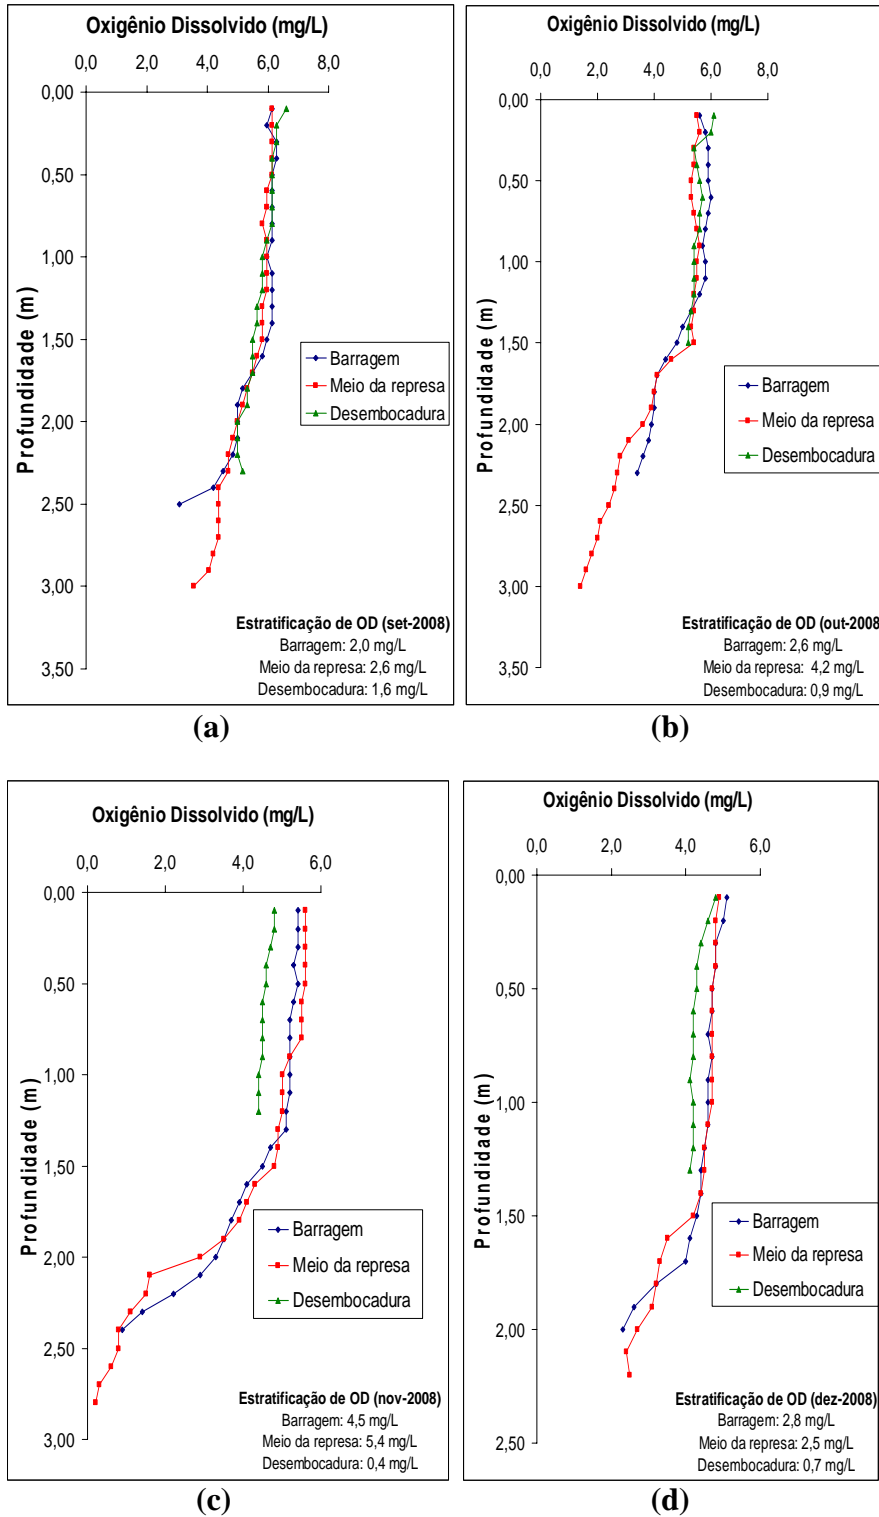 Oxigênio Dissolvido (mg/L)
0,0 2,0 4,0 6,0 8,0
0,00
0,50
1,00
1,50
2,00
2,50
3,00
3,50
Profundidade (m)
Barragem
Meio da represa
Desembocadura
Estratificação de OD (set-2008)
Barragem: 2,0 mg/L
Meio da represa: 2,6 mg/L
Desembocadura: 1,6 mg/L
(a)
Oxigênio Dissolvido (mg/L)
0,0 2,0 4,0 6,0 8,0
0,00
0,50
1,00
1,50
2,00
2,50
3,00
3,50
Profundidade (m)
Barragem
Meio da represa
Desembocadura
Estratificação de OD (out-2008
Barragem: 2,6 mg/L
Meio da represa: 4,2 mg/L
Desembocadura: 0,9 mg/L
(b)
Oxigênio Dissolvido (mg/L)
0,0 2,0 4,0 6,0
0,00
0,50
1,00
1,50
2,00
2,50
3,00
Profundidade (m)
Barragem
Meio da represa
Desembocadura
Estratificação de OD (nov-2008)
Barragem: 4,5 mg/L
Meio da represa: 5,4 mg/L
Desembocadura: 0,4 mg/L
(c)
Oxigênio Dissolvido (mg/L)
0,0 2,0 4,0 6,0
0,00
0,50
1,00
1,50
2,00
2,50
Profundidade (m)
Barragem
Meio da represa
Desembocadura
Estratificação de OD (dez-2008)
Barragem: 2,8 mg/L
Meio da represa: 2,5 mg/L
Desembocadura: 0,7 mg/L
(d)